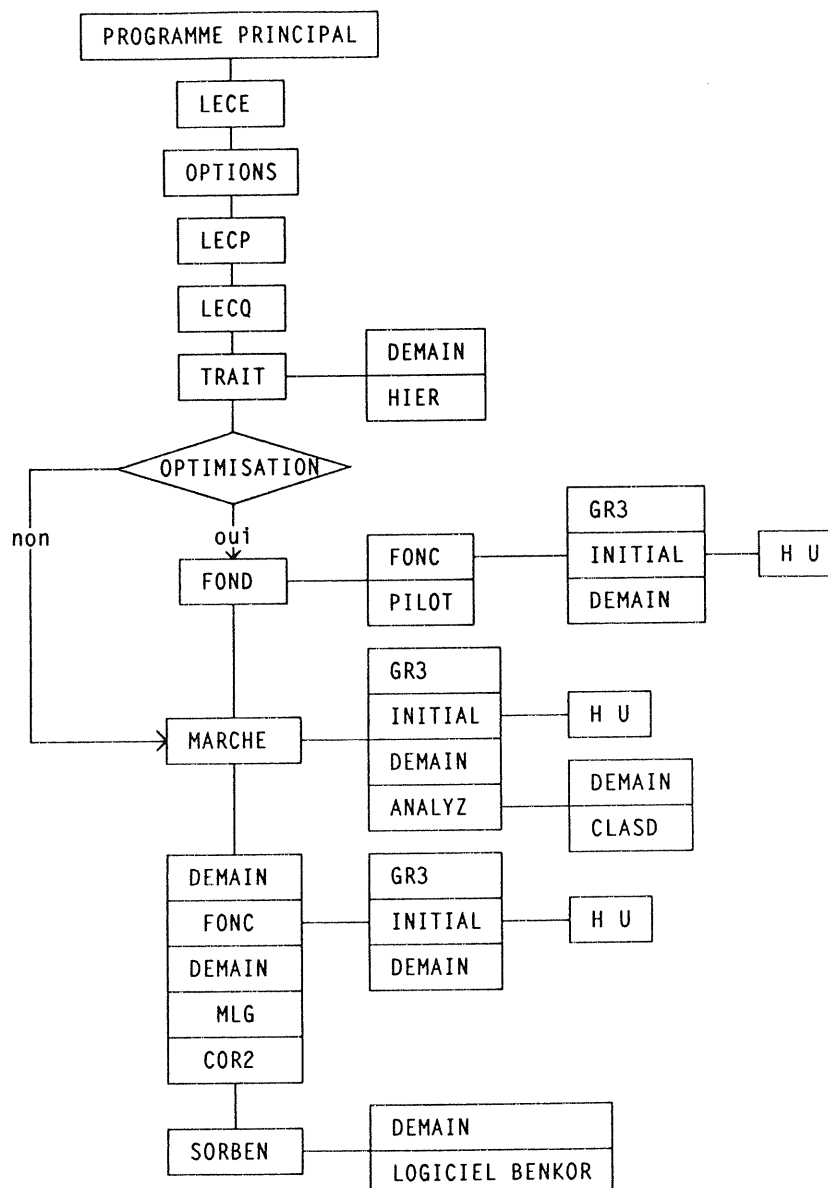 PROGRAMME PRINCIPAL
LECE
OPTIONS
LECP
LECQ
TRAIT
DEMAIN
HIER
OPTIMISATION
non
oui
FOND
FONC
PILOT
GR3
INITIAL
DEMAIN
H U
MARCHE
GR3
INITIAL
DEMAIN
ANALYZ
H U
DEMAIN
CLASD
DEMAIN
FONC
DEMAIN
MLG
COR2
GR3
INITIAL
DEMAIN
H U
SORBEN
DEMAIN
LOGICIEL BENKOR